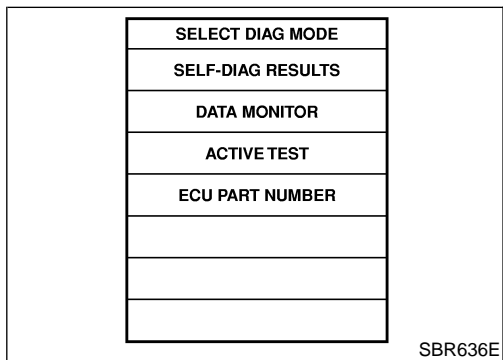 SELECT DIAG MODE
SELF-DIAG RESULTS
DATA MONITOR
ACTIVE TEST
ECU PART NUMBER
SBR636E